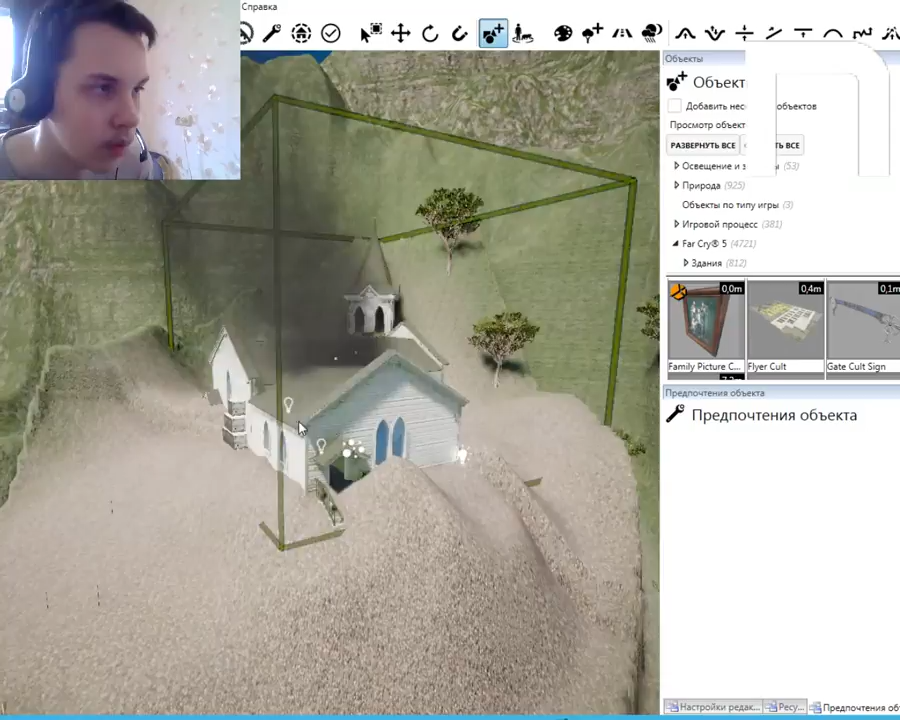 Справка
Объекты
Объект
Добавить нес объектов
Просмотр объект
РАЗВЕРНУТЬ ВСЕ ТЬ ВСЕ
Освещение и з (53)
Природа (925)
Объекты по типу игры (3)
Игровой процесс (381)
Far Cry® 5 (4721)
Здания (812)
0,0m 0,4m 0,1m
Family Picture C... Flyer Cult Gate Cult Sign
Предпочтения объекта
Предпочтения объекта
Настройки редак... Ресу... Предпочтения об